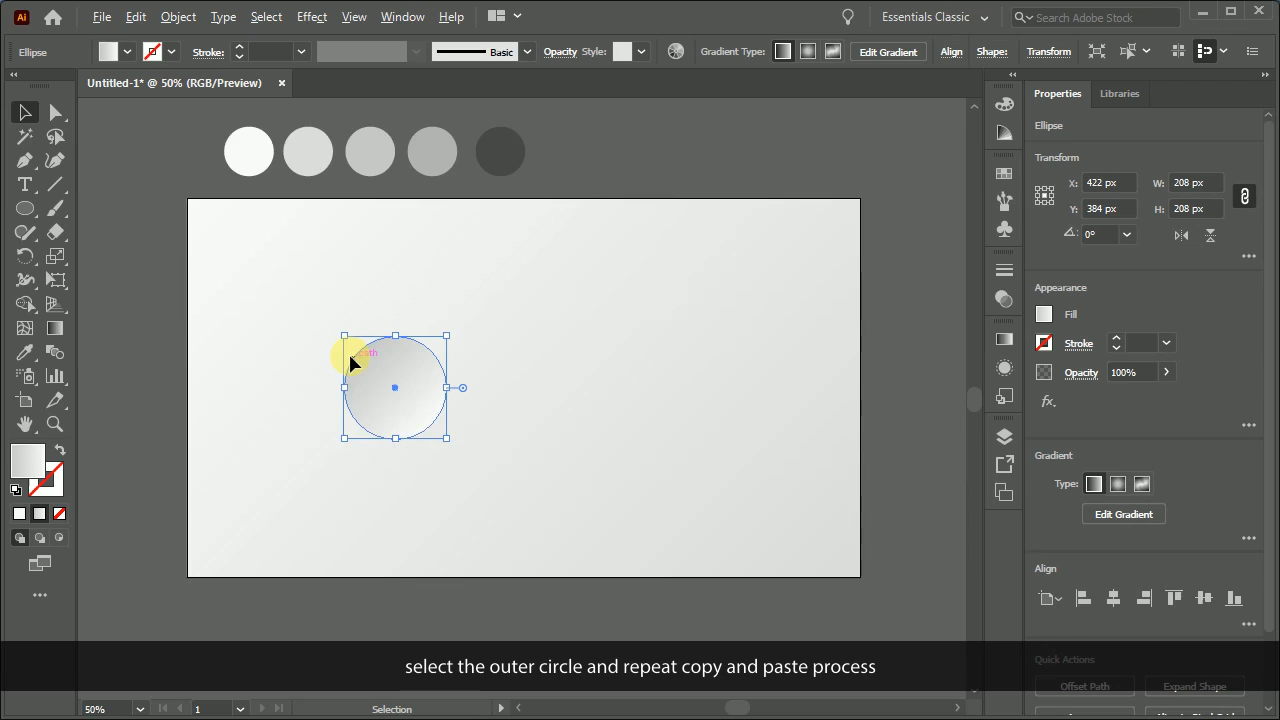 Ai File Edit Object Type Select Effect View Window Help Essentials Classic Search Adobe Stock
Ellipse Stroke: Basic Opacity Style: Gradient Type: Edit Gradient Align Shape: Transform
Untitled-1* @ 50% (RGB/Preview) ×
Properties Libraries
Ellipse
Transform
X: 422 px W: 208 px
Y: 384 px H: 208 px
0°
Appearance
Fill
Stroke
Opacity 100%
fx.
path
Gradient
Type:
Edit Gradient
Align
select the outer circle and repeat copy and paste process
Quick Actions
Offset Path Expand Shape
50% 1 Selection